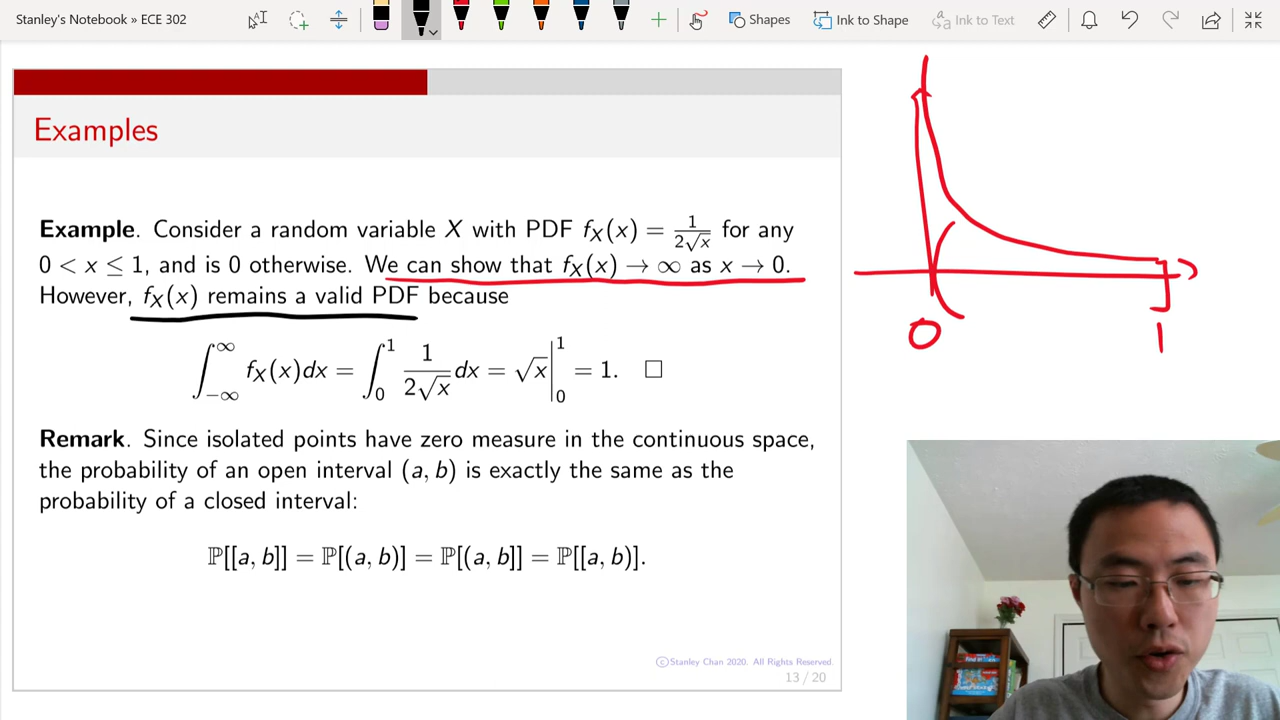 Stanley's Notebook » ECE 302
Shapes
Ink to Shape
Ink to Text
Examples
Example. Consider a random variable X with PDF f_X(x) = 1/(2√x) for any
0 < x ≤ 1, and is 0 otherwise. We can show that f_X(x) → ∞ as x → 0.
However, f_X(x) remains a valid PDF because
∫_{-∞}^{∞} f_X(x)dx = ∫_0^1 1/(2√x) dx = √x |_0^1 = 1. □
Remark. Since isolated points have zero measure in the continuous space,
the probability of an open interval (a, b) is exactly the same as the
probability of a closed interval:
ℙ[[a, b]] = ℙ[(a, b)] = ℙ[(a, b]] = ℙ[[a, b)].
©Stanley Chan 2020. All Rights Reserved.
13 / 20
0
1